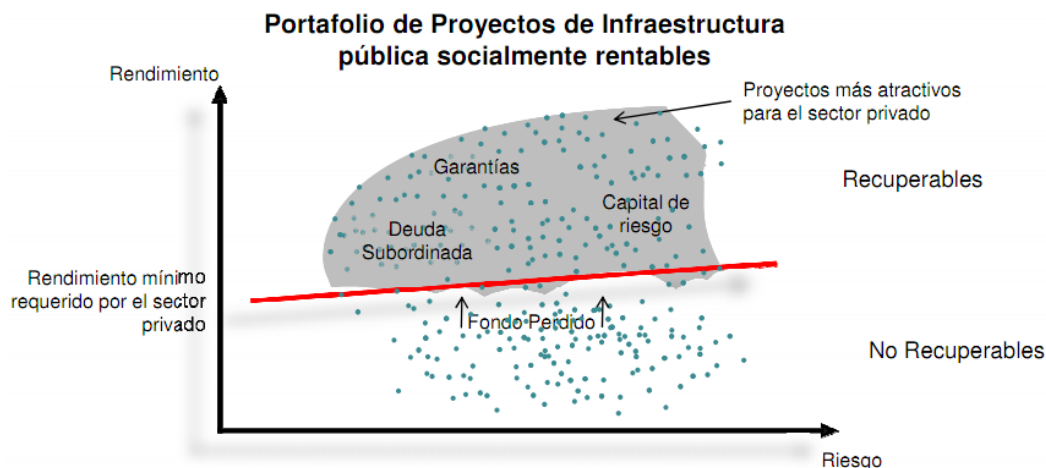 Portafolio de Proyectos de Infraestructura
pública socialmente rentables
Rendimiento
Proyectos más atractivos
para el sector privado
Garantías
Recuperables
Capital de
riesgo
Deuda
Subordinada
Rendimiento mínimo
requerido por el sector
privado
Fondo Perdido
No Recuperables
Riesgo